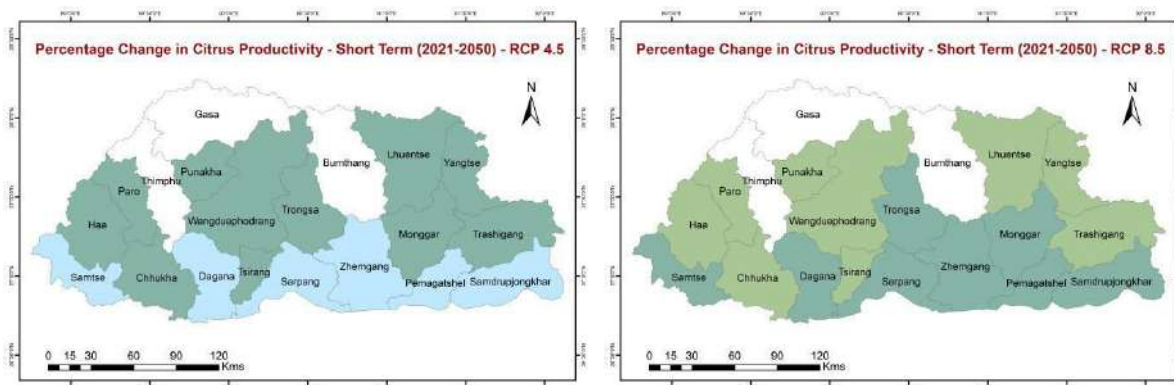 Percentage Change in Citrus Productivity - Short Term (2021-2050) - RCP 4.5
N
Gasa
Punakha
Bumthang
Lhuentse
Yangtse
Paro
Thimphu
Haa
Wangduephodrang
Trongsa
Monggar
Trashigang
Samtse
Chhukha
Dagana
Tsirang
Serpang
Zhemgang
Pemagatshel
Samdrupjongkhar
0 15 30 60 90 120
Kms
Percentage Change in Citrus Productivity - Short Term (2021-2050) - RCP 8.5
N
Gasa
Punakha
Bumthang
Lhuentse
Yangtse
Paro
Thimphu
Haa
Wangduephodrang
Trongsa
Monggar
Trashigang
Samtse
Chhukha
Dagana
Tsirang
Serpang
Zhemgang
Pemagatshel
Samdrupjongkhar
0 15 30 60 90 120
Kms